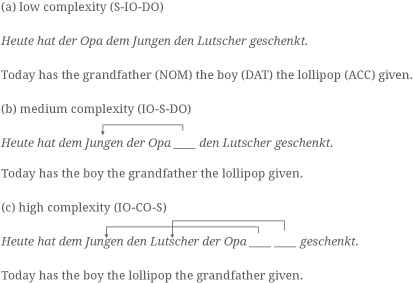 (a) low complexity (S-IO-DO)
Heute hat der Opa dem Jungen den Lutscher geschenkt.
Today has the grandfather (NOM) the boy (DAT) the lollipop (ACC) given.
(b) medium complexity (IO-S-DO)
Heute hat dem Jungen der Opa ____ den Lutscher geschenkt.
Today has the boy the grandfather the lollipop given.
(c) high complexity (IO-CO-S)
Heute hat dem Jungen den Lutscher der Opa ____ ____ geschenkt.
Today has the boy the lollipop the grandfather given.